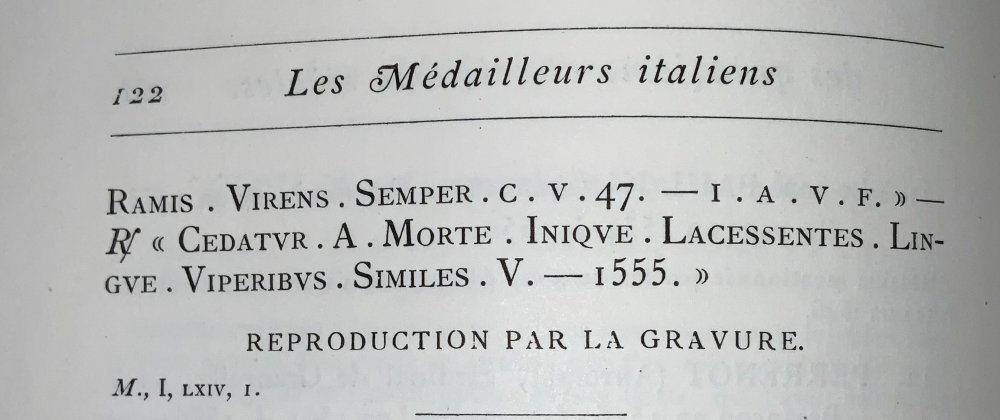 122
Les Médailleurs italiens
RAMIS . VIRENS . SEMPER . C . V . 47. — I . A . V . F. » —
℟ « CEDATVR . A . MORTE . INIQVE . LACESSENTES . LIN-
GVE . VIPERIBVS . SIMILES . V. — 1555. »
REPRODUCTION PAR LA GRAVURE.
M., I, LXIV, 1.